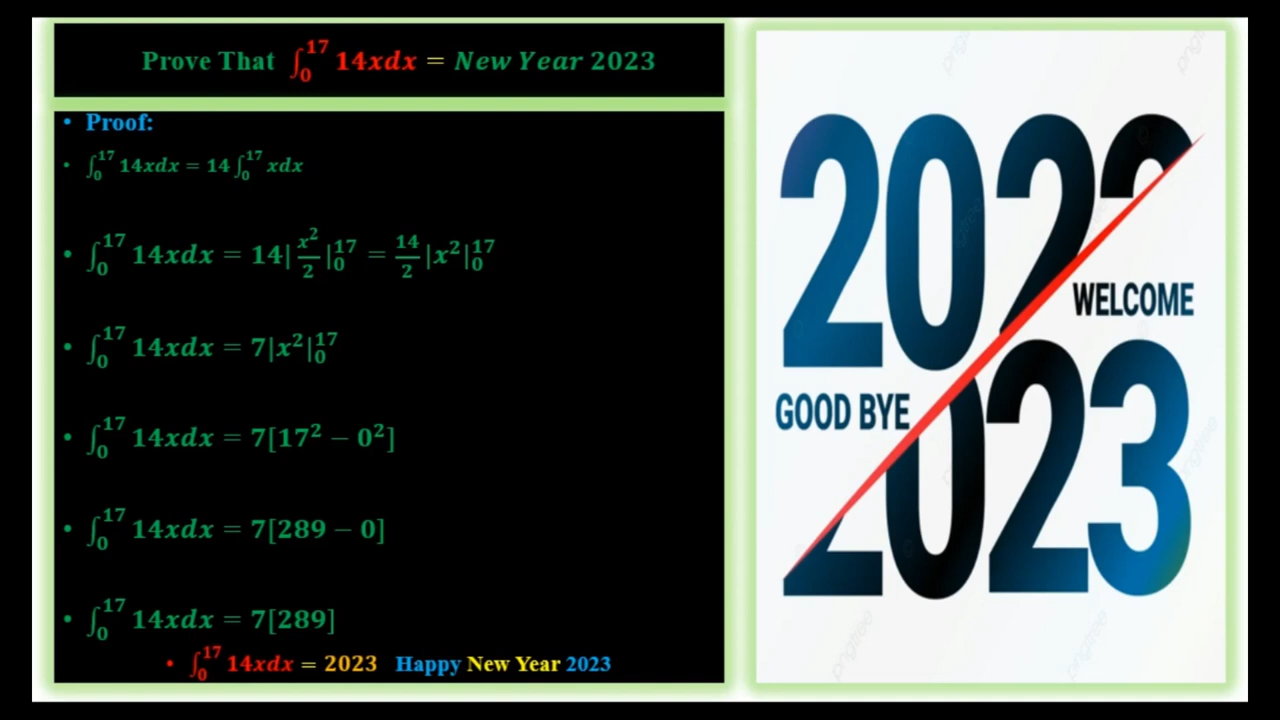 Prove That ∫₀¹⁷ 14xdx = New Year 2023
• Proof:
• ∫₀¹⁷ 14xdx = 14 ∫₀¹⁷ xdx
• ∫₀¹⁷ 14xdx = 14|x²/2|₀¹⁷ = 14/2 |x²|₀¹⁷
• ∫₀¹⁷ 14xdx = 7|x²|₀¹⁷
• ∫₀¹⁷ 14xdx = 7[17² − 0²]
• ∫₀¹⁷ 14xdx = 7[289 − 0]
• ∫₀¹⁷ 14xdx = 7[289]
• ∫₀¹⁷ 14xdx = 2023 Happy New Year 2023
2022
WELCOME
GOOD BYE
2023
pngtree